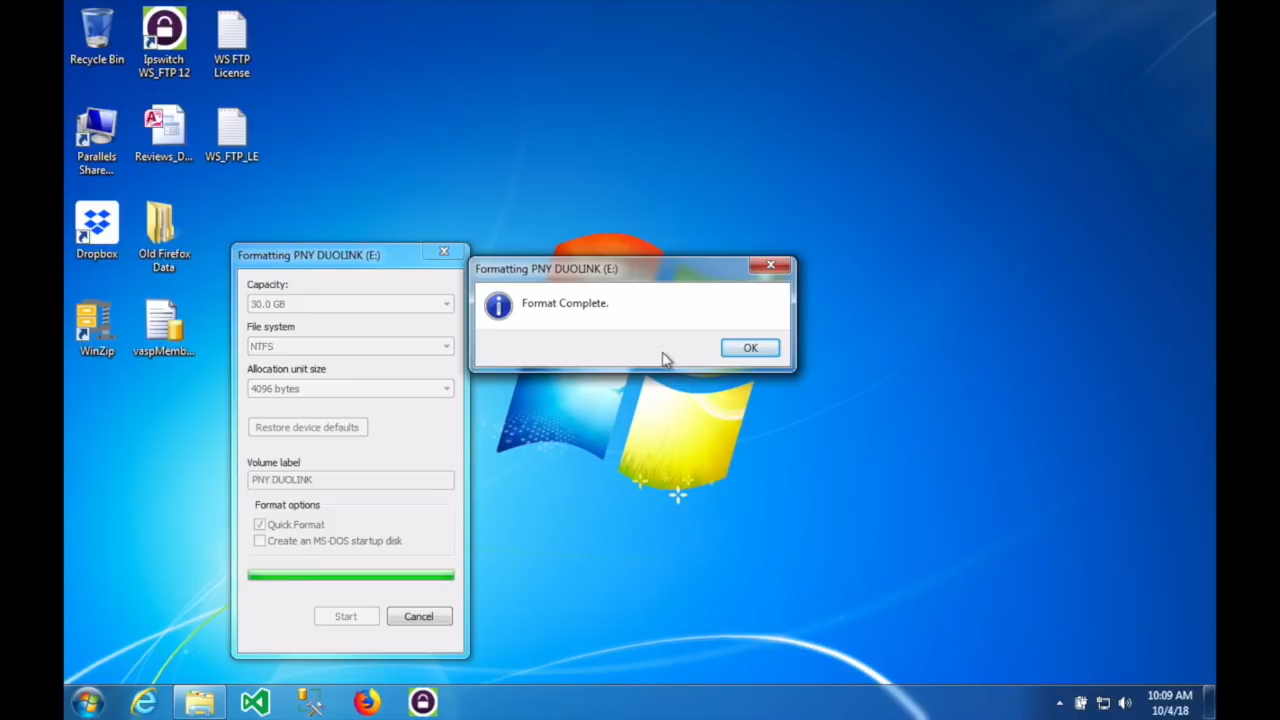 Recycle Bin
Ipswitch
WS_FTP 12
WS FTP
License
Parallels
Share...
Reviews_D...
WS_FTP_LE
Dropbox
Old Firefox
Data
WinZip
vaspMemb...
Formatting PNY DUOLINK (E:)
Capacity:
30.0 GB
File system
NTFS
Allocation unit size
4096 bytes
Restore device defaults
Volume label
PNY DUOLINK
Format options
Quick Format
Create an MS-DOS startup disk
Start
Cancel
Formatting PNY DUOLINK (E:)
Format Complete.
OK
10:09 AM
10/4/18